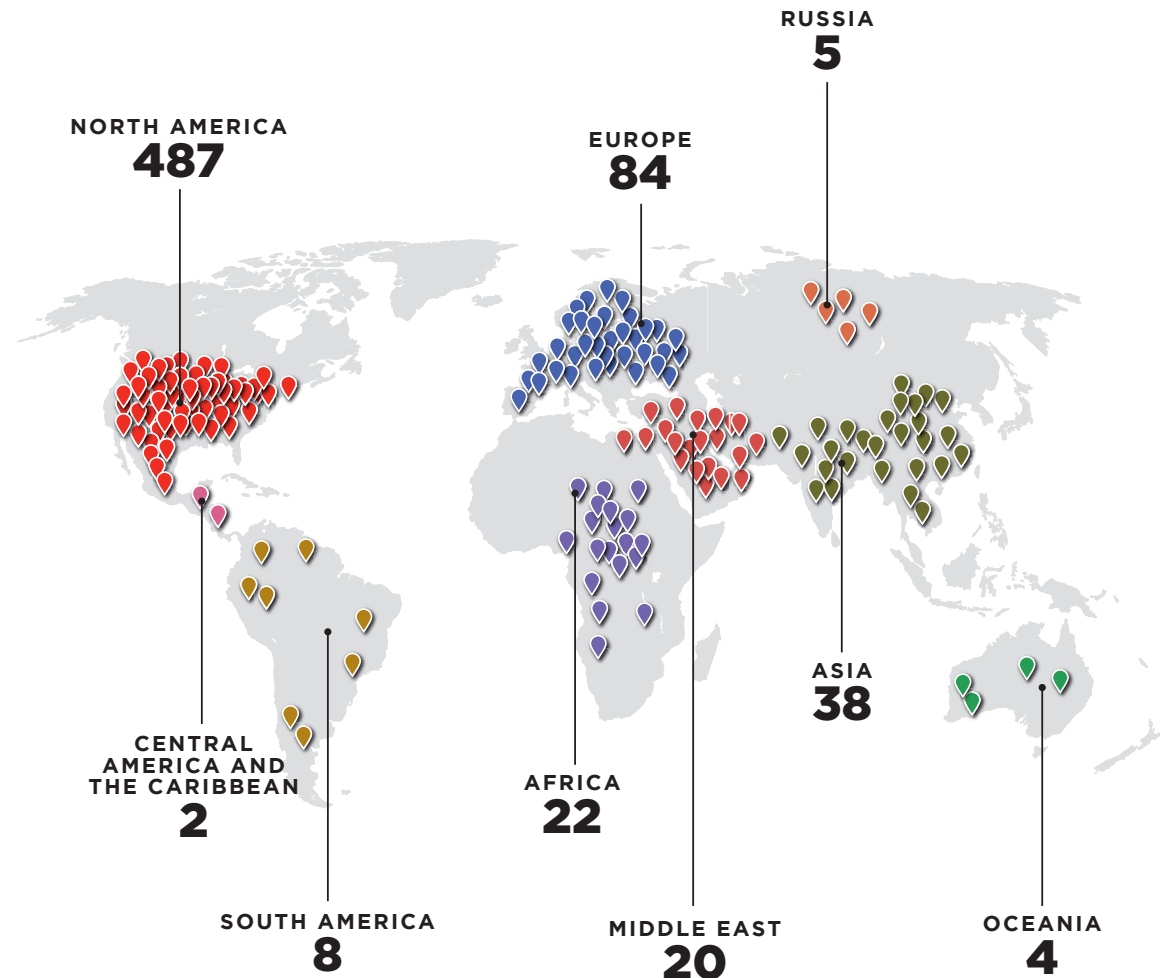 RUSSIA
5
NORTH AMERICA
487
EUROPE
84
ASIA
38
CENTRAL
AMERICA AND
THE CARIBBEAN
2
AFRICA
22
SOUTH AMERICA
8
MIDDLE EAST
20
OCEANIA
4